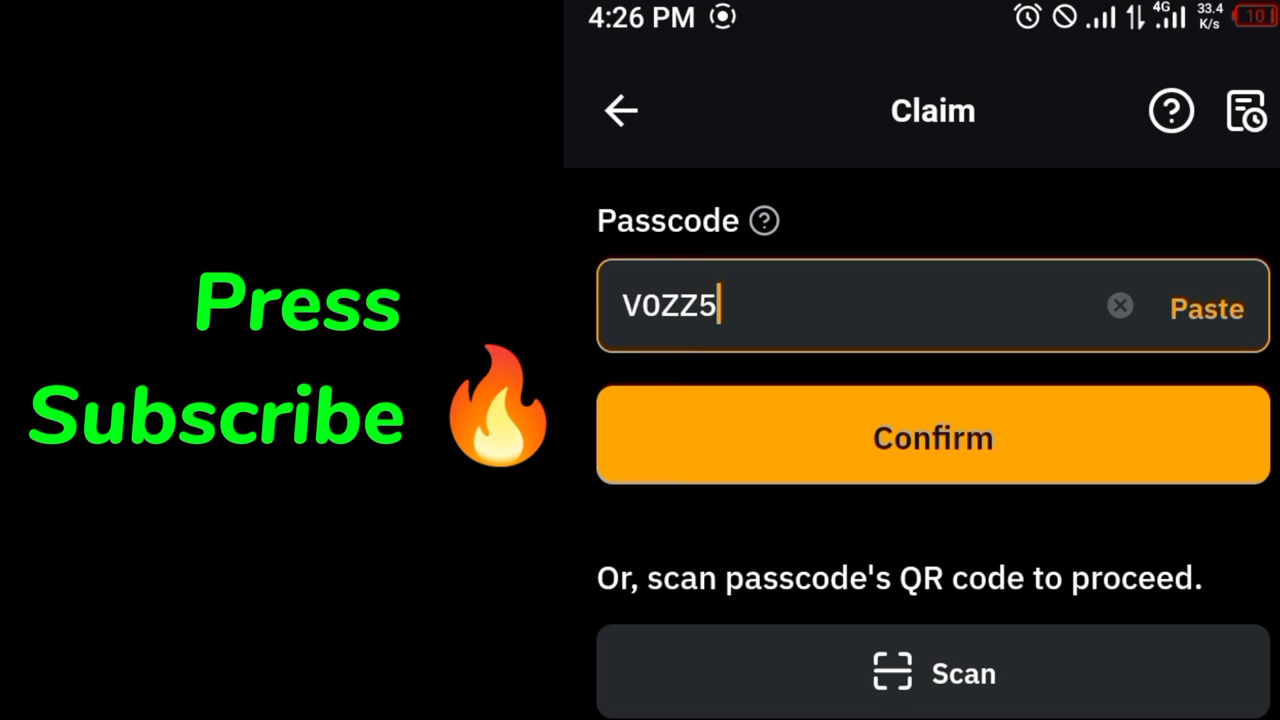 4:26 PM 4G 33.4 K/s 10
Claim
Passcode
V0ZZ5 Paste
Confirm
Press
Subscribe
Or, scan passcode's QR code to proceed.
Scan